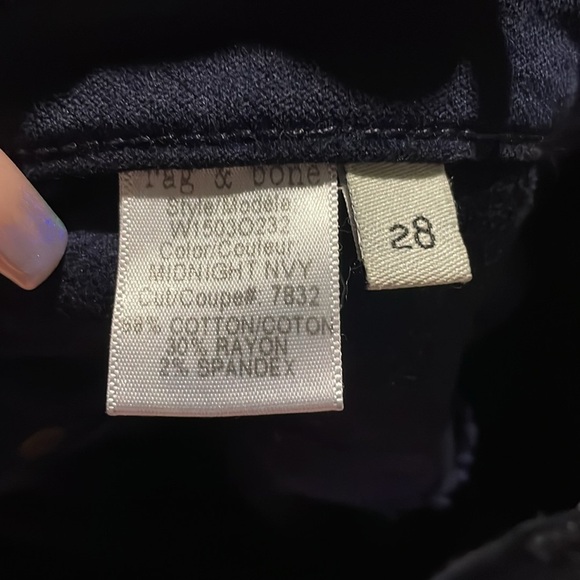 rag & bone
Style/Modele
W1503O232
Color/Couleur
MIDNIGHT NVY
Cut/Coupe#. 7832
68% COTTON/COTON
30% RAYON
2% SPANDEX
28